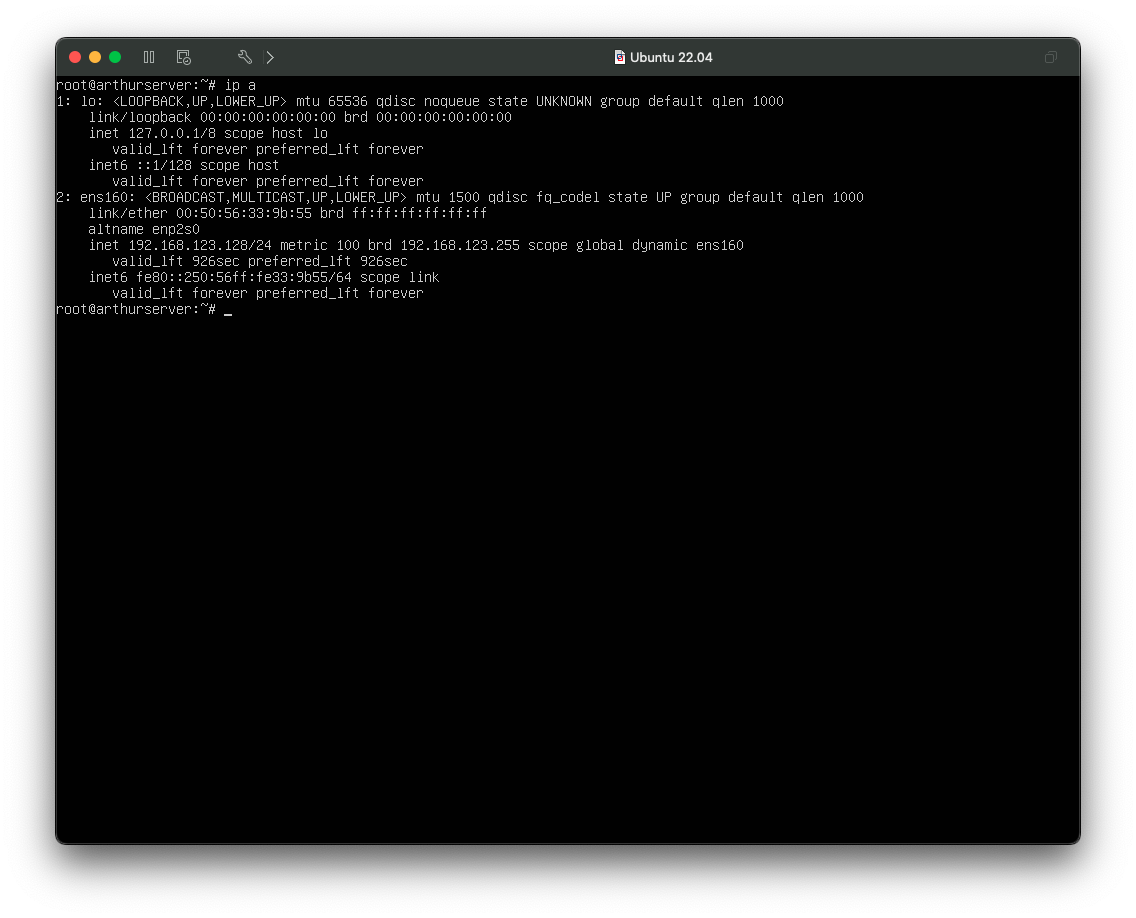 Ubuntu 22.04
root@arthurserver:~# ip a
1: lo: <LOOPBACK,UP,LOWER_UP> mtu 65536 qdisc noqueue state UNKNOWN group default qlen 1000
    link/loopback 00:00:00:00:00:00 brd 00:00:00:00:00:00
    inet 127.0.0.1/8 scope host lo
       valid_lft forever preferred_lft forever
    inet6 ::1/128 scope host
       valid_lft forever preferred_lft forever
2: ens160: <BROADCAST,MULTICAST,UP,LOWER_UP> mtu 1500 qdisc fq_codel state UP group default qlen 1000
    link/ether 00:50:56:33:9b:55 brd ff:ff:ff:ff:ff:ff
    altname enp2s0
    inet 192.168.123.128/24 metric 100 brd 192.168.123.255 scope global dynamic ens160
       valid_lft 926sec preferred_lft 926sec
    inet6 fe80::250:56ff:fe33:9b55/64 scope link
       valid_lft forever preferred_lft forever
root@arthurserver:~# _